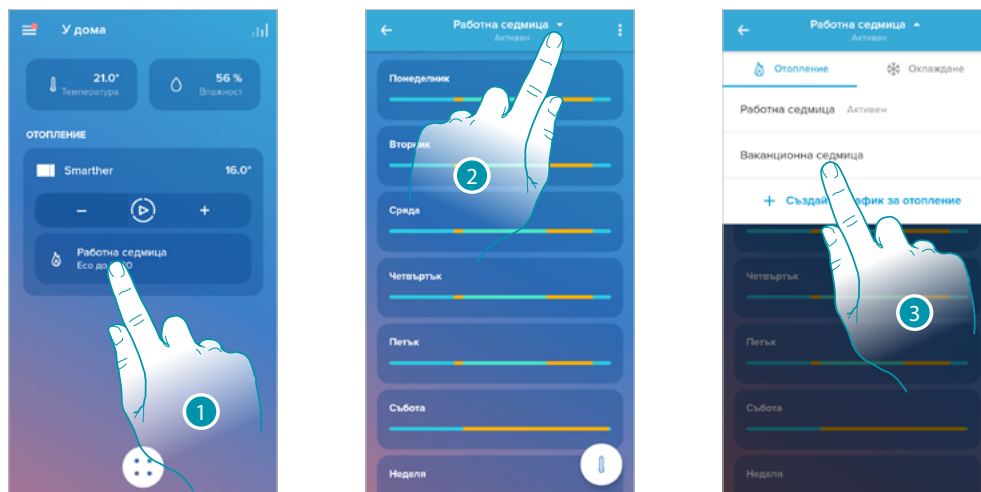 У дома
21.0°
Температура
56 %
Влажност
ОТОПЛЕНИЕ
Smarther
16.0°
Работна седмица
Eco до
1
Работна седмица
Активен
Понеделник
Вторник
Сряда
Четвъртък
Петък
Събота
Неделя
2
Работна седмица
Активен
Отопление
Охлаждане
Работна седмица Активен
Ваканционна седмица
+ Създай график за отопление
Четвъртък
Петък
Събота
Неделя
3